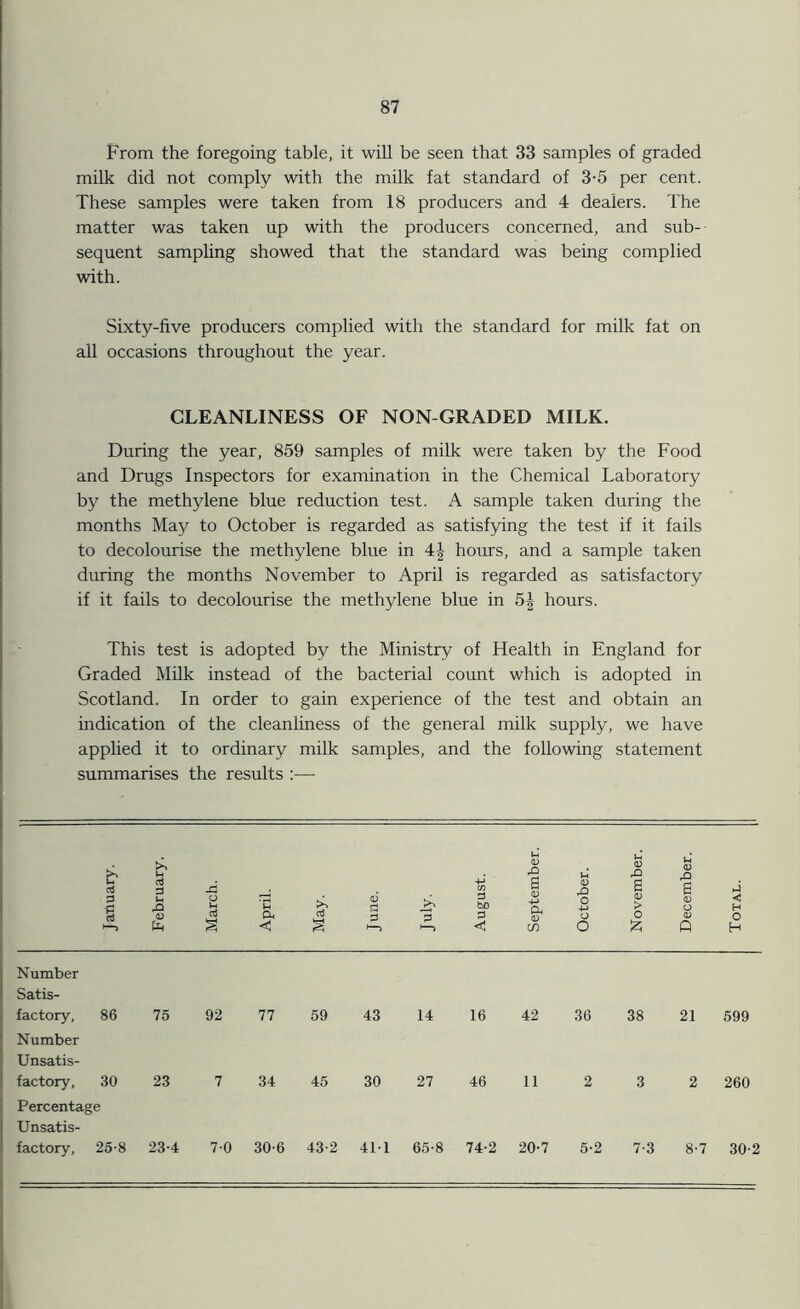 87
From the foregoing table, it will be seen that 33 samples of graded
milk did not comply with the milk fat standard of 3·5 per cent.
These samples were taken from 18 producers and 4 dealers. The
matter was taken up with the producers concerned, and sub-
sequent sampling showed that the standard was being complied
with.
Sixty-five producers complied with the standard for milk fat on
all occasions throughout the year.
CLEANLINESS OF NON-GRADED MILK.
During the year, 859 samples of milk were taken by the Food
and Drugs Inspectors for examination in the Chemical Laboratory
by the methylene blue reduction test. A sample taken during the
months May to October is regarded as satisfying the test if it fails
to decolourise the methylene blue in 4½ hours, and a sample taken
during the months November to April is regarded as satisfactory
if it fails to decolourise the methylene blue in 5½ hours.
This test is adopted by the Ministry of Health in England for
Graded Milk instead of the bacterial count which is adopted in
Scotland. In order to gain experience of the test and obtain an
indication of the cleanliness of the general milk supply, we have
applied it to ordinary milk samples, and the following statement
summarises the results :—
January. February. March. April. May. June. July. August. September. October. November. December. Total.
Number
Satis-
factory, 86 75 92 77 59 43 14 16 42 36 38 21 599
Number
Unsatis-
factory, 30 23 7 34 45 30 27 46 11 2 3 2 260
Percentage
Unsatis-
factory, 25·8 23·4 7·0 30·6 43·2 41·1 65·8 74·2 20·7 5·2 7·3 8·7 30·2